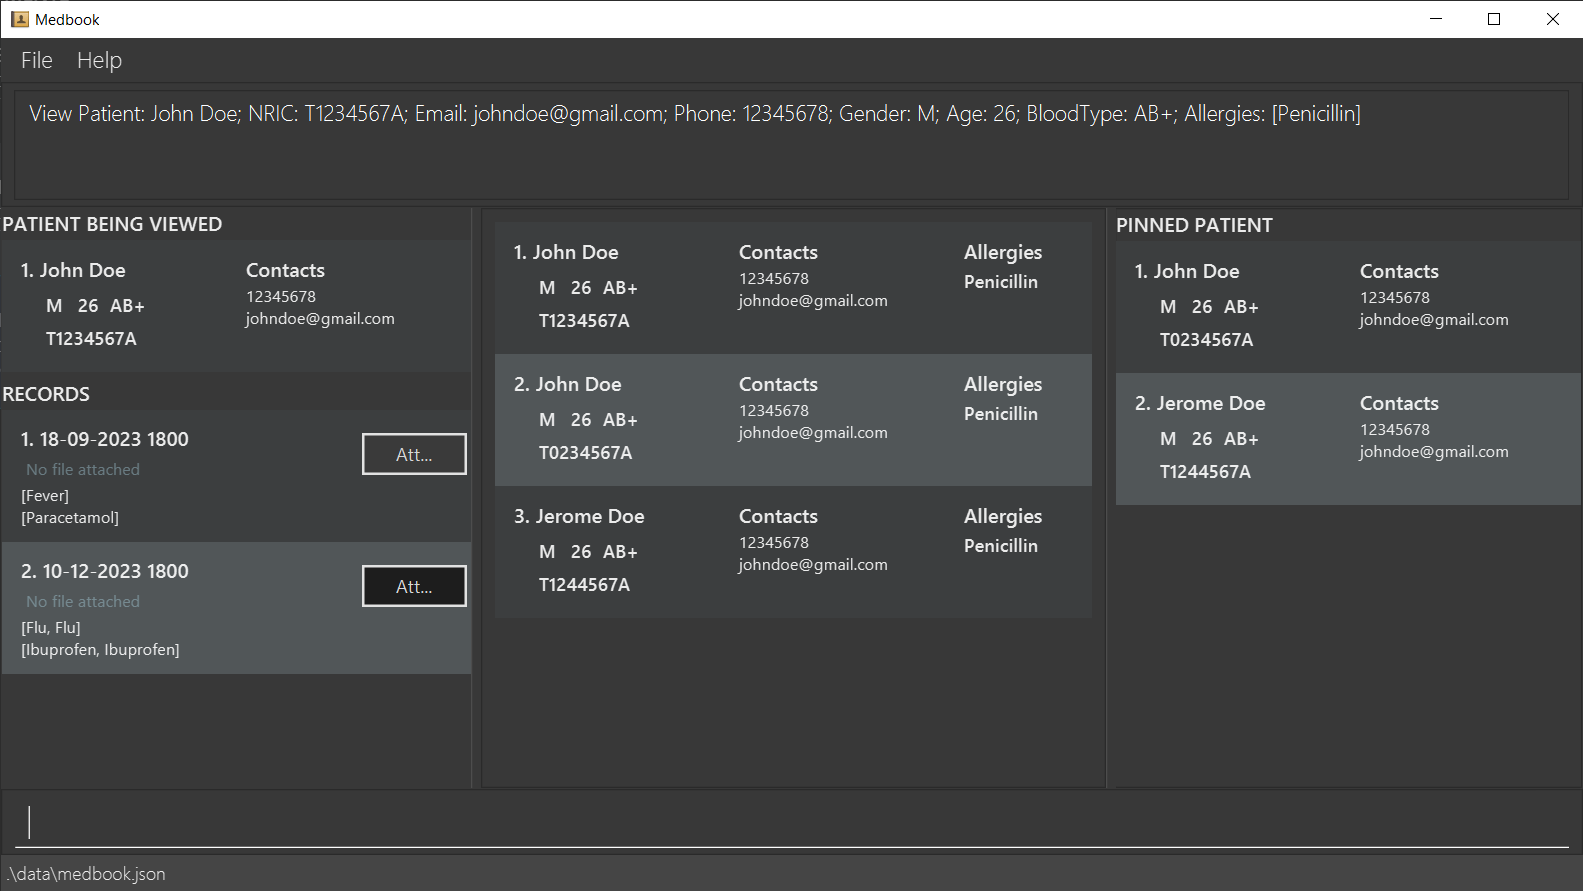 Medbook
File Help
View Patient: John Doe; NRIC: T1234567A; Email: johndoe@gmail.com; Phone: 12345678; Gender: M; Age: 26; BloodType: AB+; Allergies: [Penicillin]
PATIENT BEING VIEWED
1. John Doe
M 26 AB+
T1234567A
Contacts
12345678
johndoe@gmail.com
RECORDS
1. 18-09-2023 1800
No file attached
[Fever]
[Paracetamol]
Att...
2. 10-12-2023 1800
No file attached
[Flu, Flu]
[Ibuprofen, Ibuprofen]
Att...
1. John Doe
M 26 AB+
T1234567A
Contacts
12345678
johndoe@gmail.com
Allergies
Penicillin
2. John Doe
M 26 AB+
T0234567A
Contacts
12345678
johndoe@gmail.com
Allergies
Penicillin
3. Jerome Doe
M 26 AB+
T1244567A
Contacts
12345678
johndoe@gmail.com
Allergies
Penicillin
PINNED PATIENT
1. John Doe
M 26 AB+
T0234567A
Contacts
12345678
johndoe@gmail.com
2. Jerome Doe
M 26 AB+
T1244567A
Contacts
12345678
johndoe@gmail.com
.\data\medbook.json